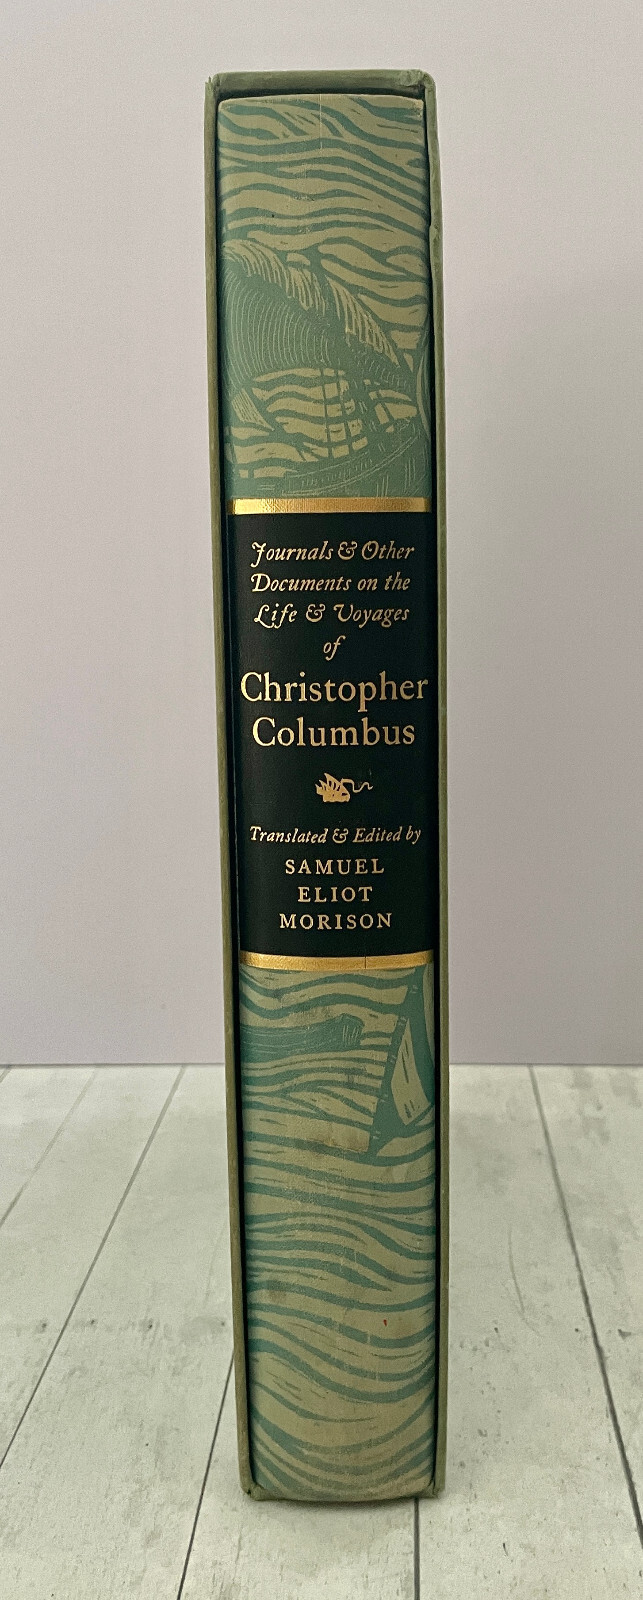 Journals & Other
Documents on the
Life & Voyages
of
Christopher
Columbus
Translated & Edited by
SAMUEL
ELIOT
MORISON